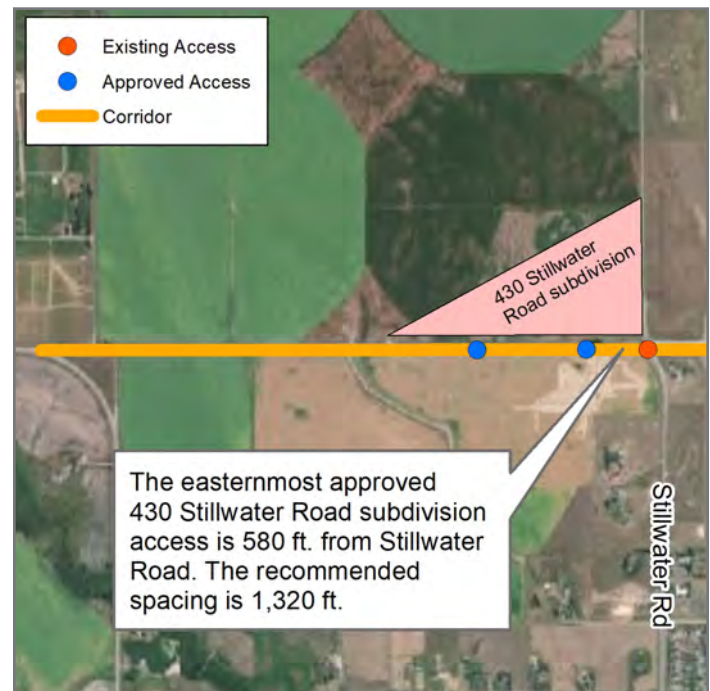 Existing Access
Approved Access
Corridor
430 Stillwater
Road subdivision
The easternmost approved
430 Stillwater Road subdivision
access is 580 ft. from Stillwater
Road. The recommended
spacing is 1,320 ft.
Stillwater Rd